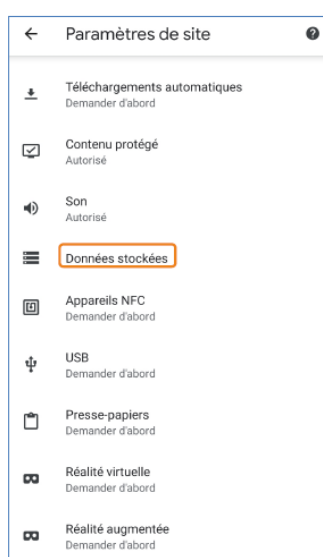 Paramètres de site
Téléchargements automatiques
Demander d'abord
Contenu protégé
Autorisé
Son
Autorisé
Données stockées
Appareils NFC
Demander d'abord
USB
Demander d'abord
Presse-papiers
Demander d'abord
Réalité virtuelle
Demander d'abord
Réalité augmentée
Demander d'abord